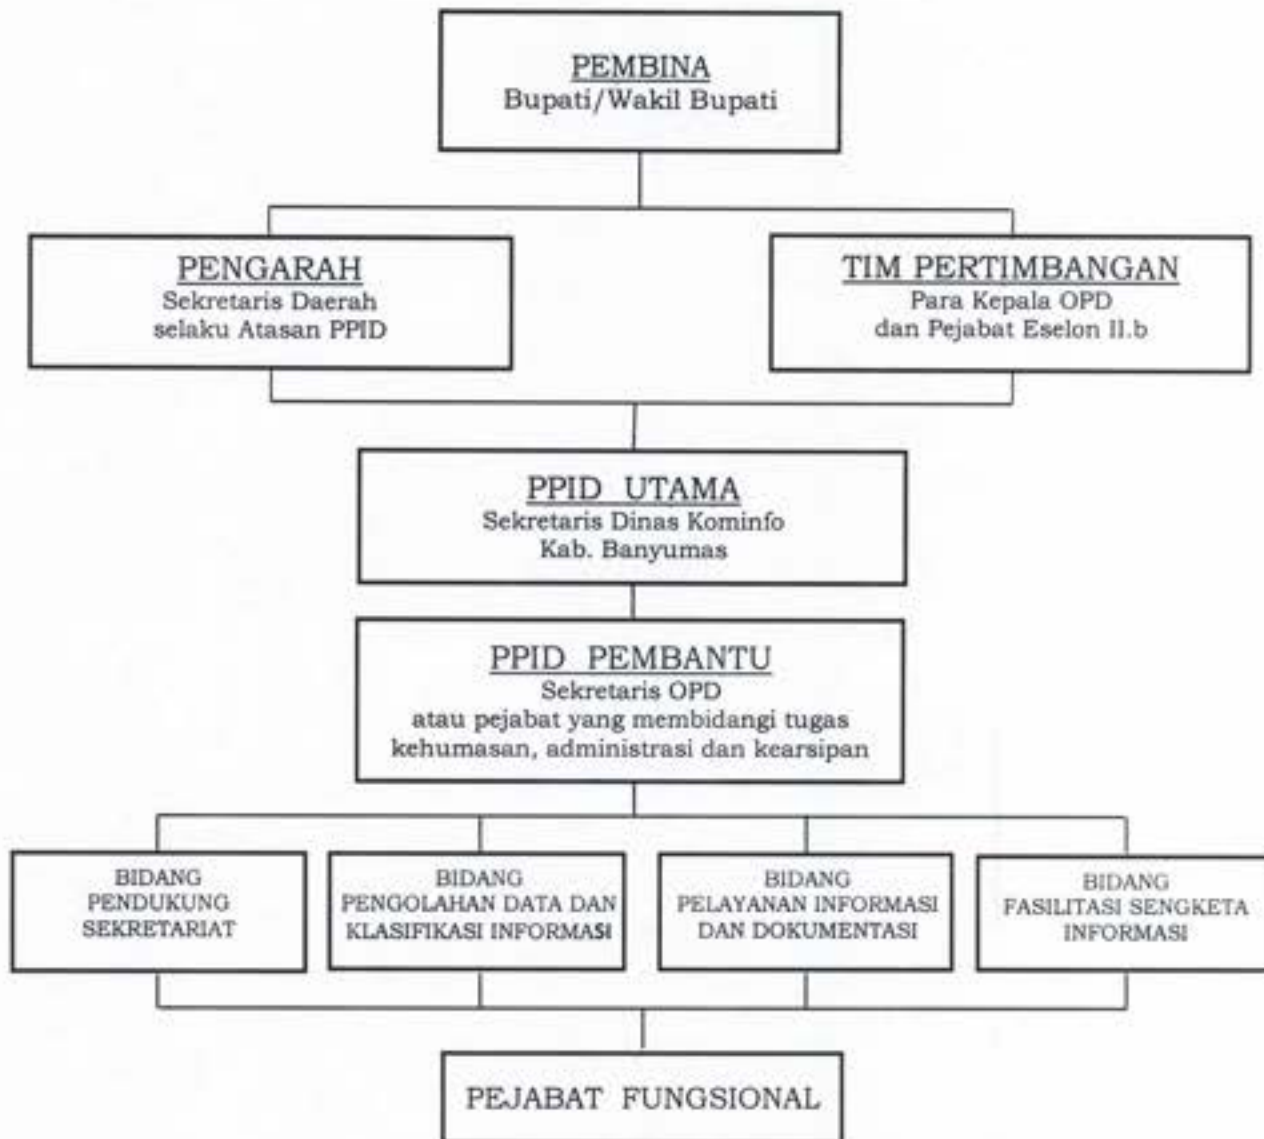 PEMBINA
Bupati/Wakil Bupati
PENGARAH
Sekretaris Daerah
selaku Atasan PPID
TIM PERTIMBANGAN
Para Kepala OPD
dan Pejabat Eselon II.b
PPID UTAMA
Sekretaris Dinas Kominfo
Kab. Banyumas
PPID PEMBANTU
Sekretaris OPD
atau pejabat yang membidangi tugas
kehumasan, administrasi dan kearsipan
BIDANG
PENDUKUNG
SEKRETARIAT
BIDANG
PENGOLAHAN DATA DAN
KLASIFIKASI INFORMASI
BIDANG
PELAYANAN INFORMASI
DAN DOKUMENTASI
BIDANG
FASILITASI SENGKETA
INFORMASI
PEJABAT FUNGSIONAL